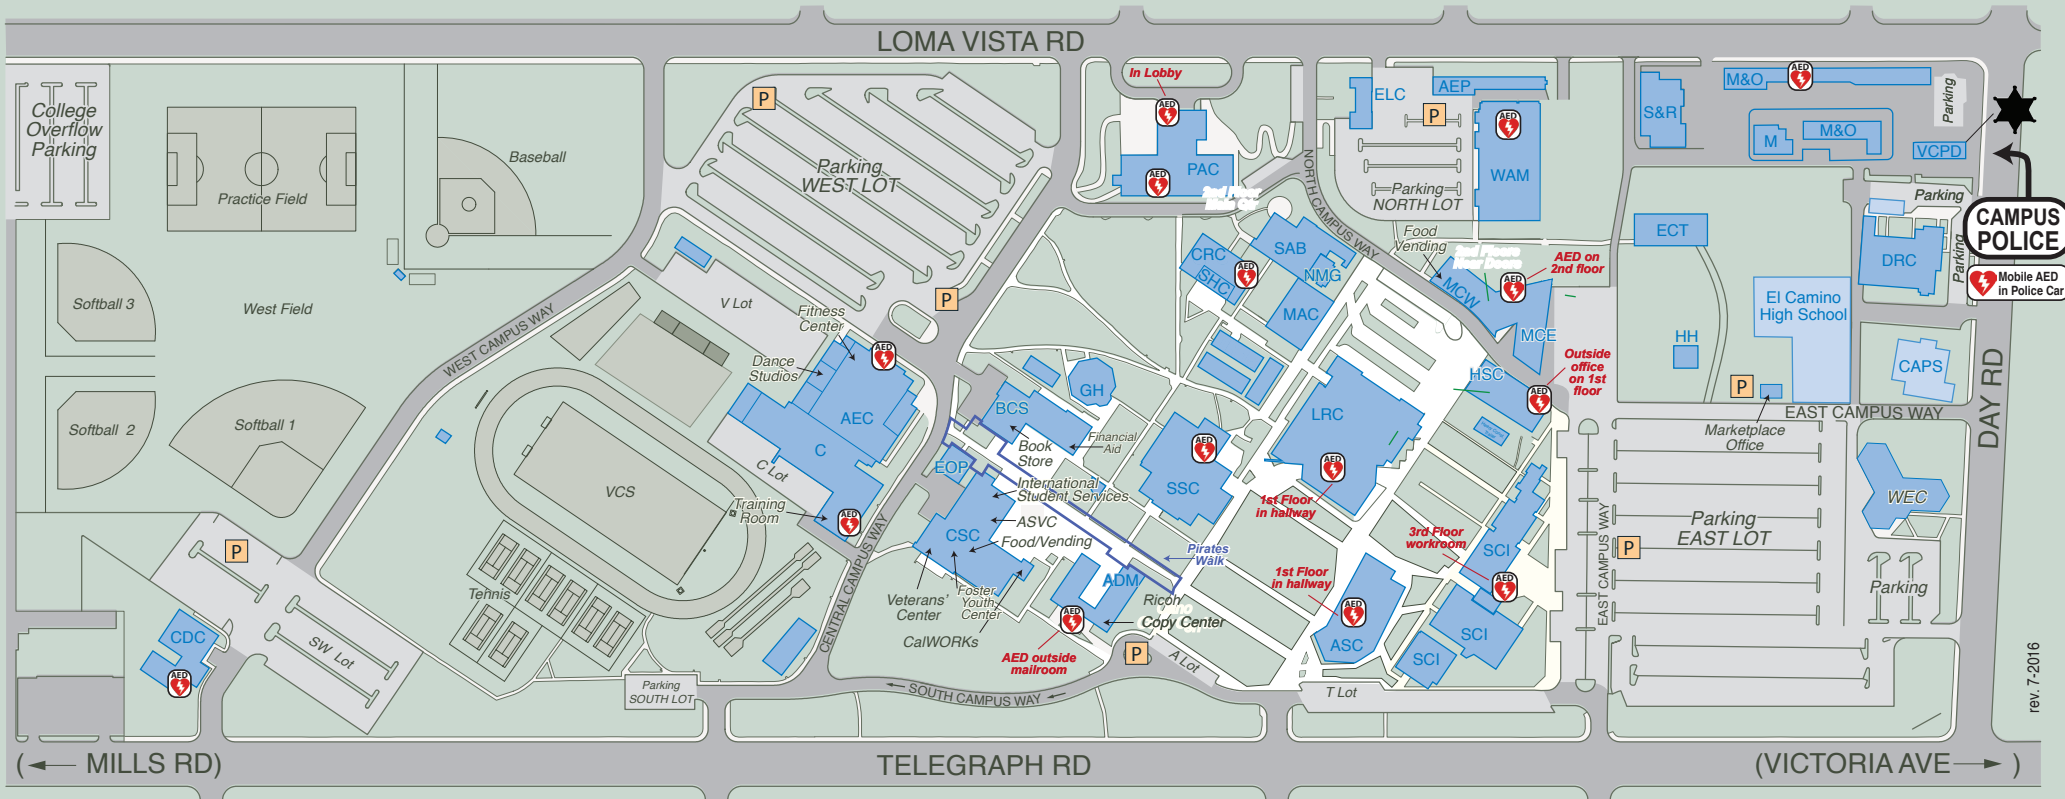 LOMA VISTA RD
College
Overflow
Parking
Practice Field
Baseball
Softball 3
West Field
Softball 2
Softball 1
P
Parking
WEST LOT
WEST CAMPUS WAY
V Lot
Fitness
Center
Dance
Studios
AED
AEC
C
C Lot
Training
Room
AED
VCS
Tennis
P
SW Lot
CDC
AED
Parking
SOUTH LOT
CENTRAL CAMPUS WAY
P
In Lobby
AED
PAC
AED
2nd Floor
CRC
SHC
AED
SAB
NMG
MAC
NORTH CAMPUS WAY
ELC
AEP
P
AED
WAM
Parking
NORTH LOT
Food
Vending
2nd Floors
Near Doors
AED on
2nd floor
AED
MCW
MCE
HSC
Outside
office
on 1st
floor
AED
GH
BCS
Book
Store
Financial
Aid
EOP
International
Student Services
ASVC
CSC
Food/Vending
Veterans'
Center
Foster
Youth
Center
CalWORKs
Pirates
Walk
ADM
Ricoh
Copy Center
AED
AED outside
mailroom
P
A Lot
SOUTH CAMPUS WAY
SSC
AED
LRC
AED
1st Floor
in hallway
1st Floor
in hallway
AED
ASC
3rd Floor
workroom
SCI
AED
SCI
SCI
T Lot
S&R
M&O
AED
M
M&O
Parking
VCPD
CAMPUS
POLICE
AED
Mobile AED
in Police Car
Parking
DRC
Parking
ECT
El Camino
High School
HH
CAPS
P
Marketplace
Office
EAST CAMPUS WAY
DAY RD
EAST CAMPUS WAY
P
Parking
EAST LOT
WEC
Parking
rev. 7-2016
( MILLS RD)
TELEGRAPH RD
(VICTORIA AVE )